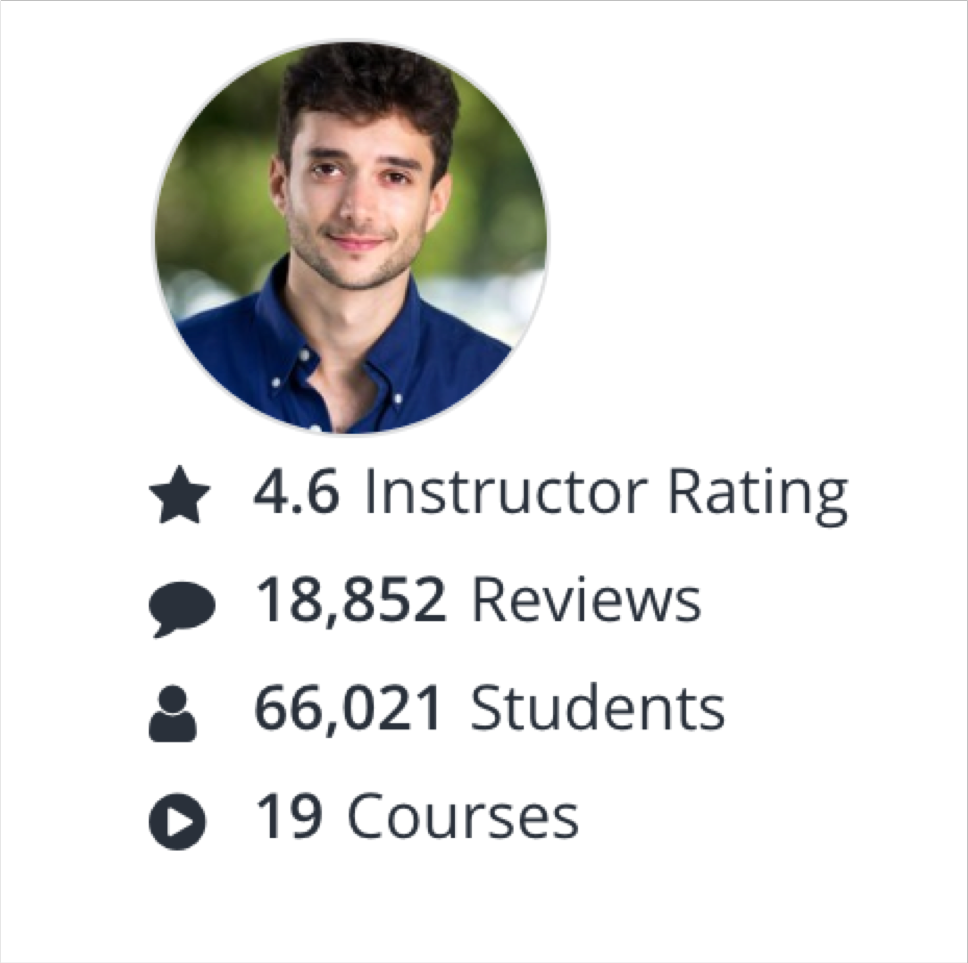 4.6 Instructor Rating
18,852 Reviews
66,021 Students
19 Courses